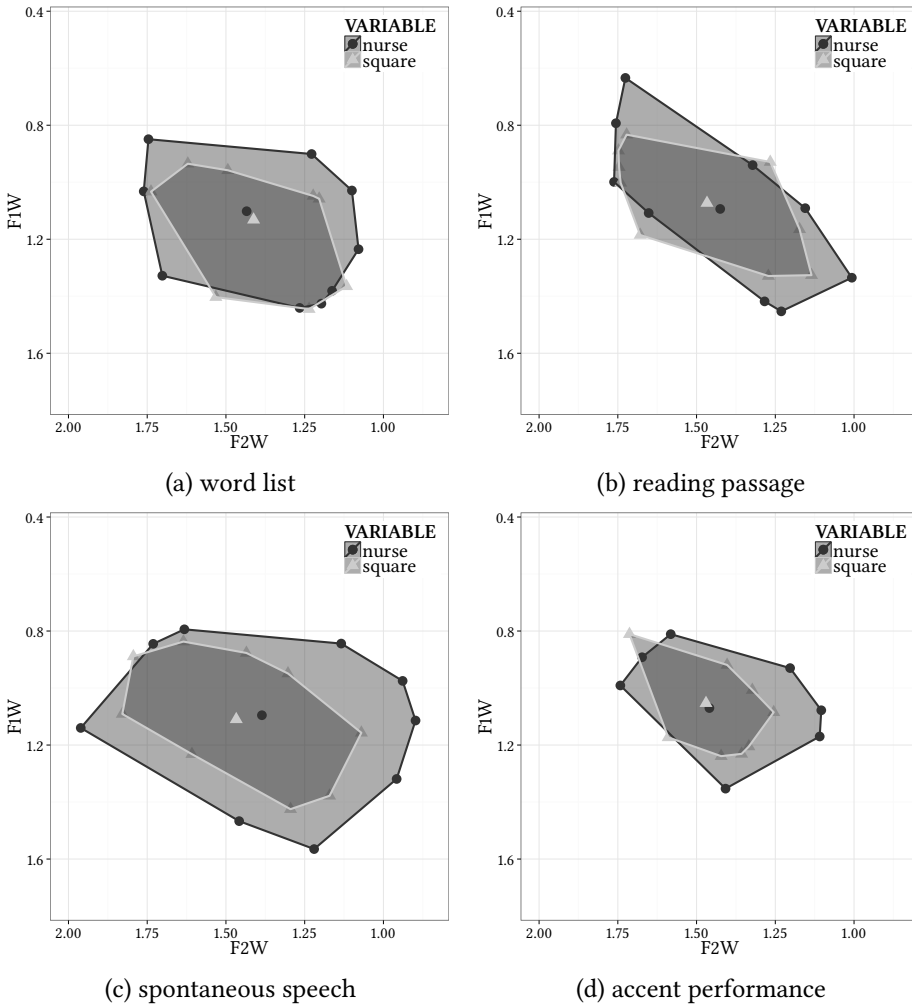 VARIABLE
nurse
square
0.4
0.8
1.2
1.6
F1W
2.00
1.75
1.50
1.25
1.00
F2W
(a) word list
VARIABLE
nurse
square
0.4
0.8
1.2
1.6
F1W
2.00
1.75
1.50
1.25
1.00
F2W
(b) reading passage
VARIABLE
nurse
square
0.4
0.8
1.2
1.6
F1W
2.00
1.75
1.50
1.25
1.00
F2W
(c) spontaneous speech
VARIABLE
nurse
square
0.4
0.8
1.2
1.6
F1W
2.00
1.75
1.50
1.25
1.00
F2W
(d) accent performance